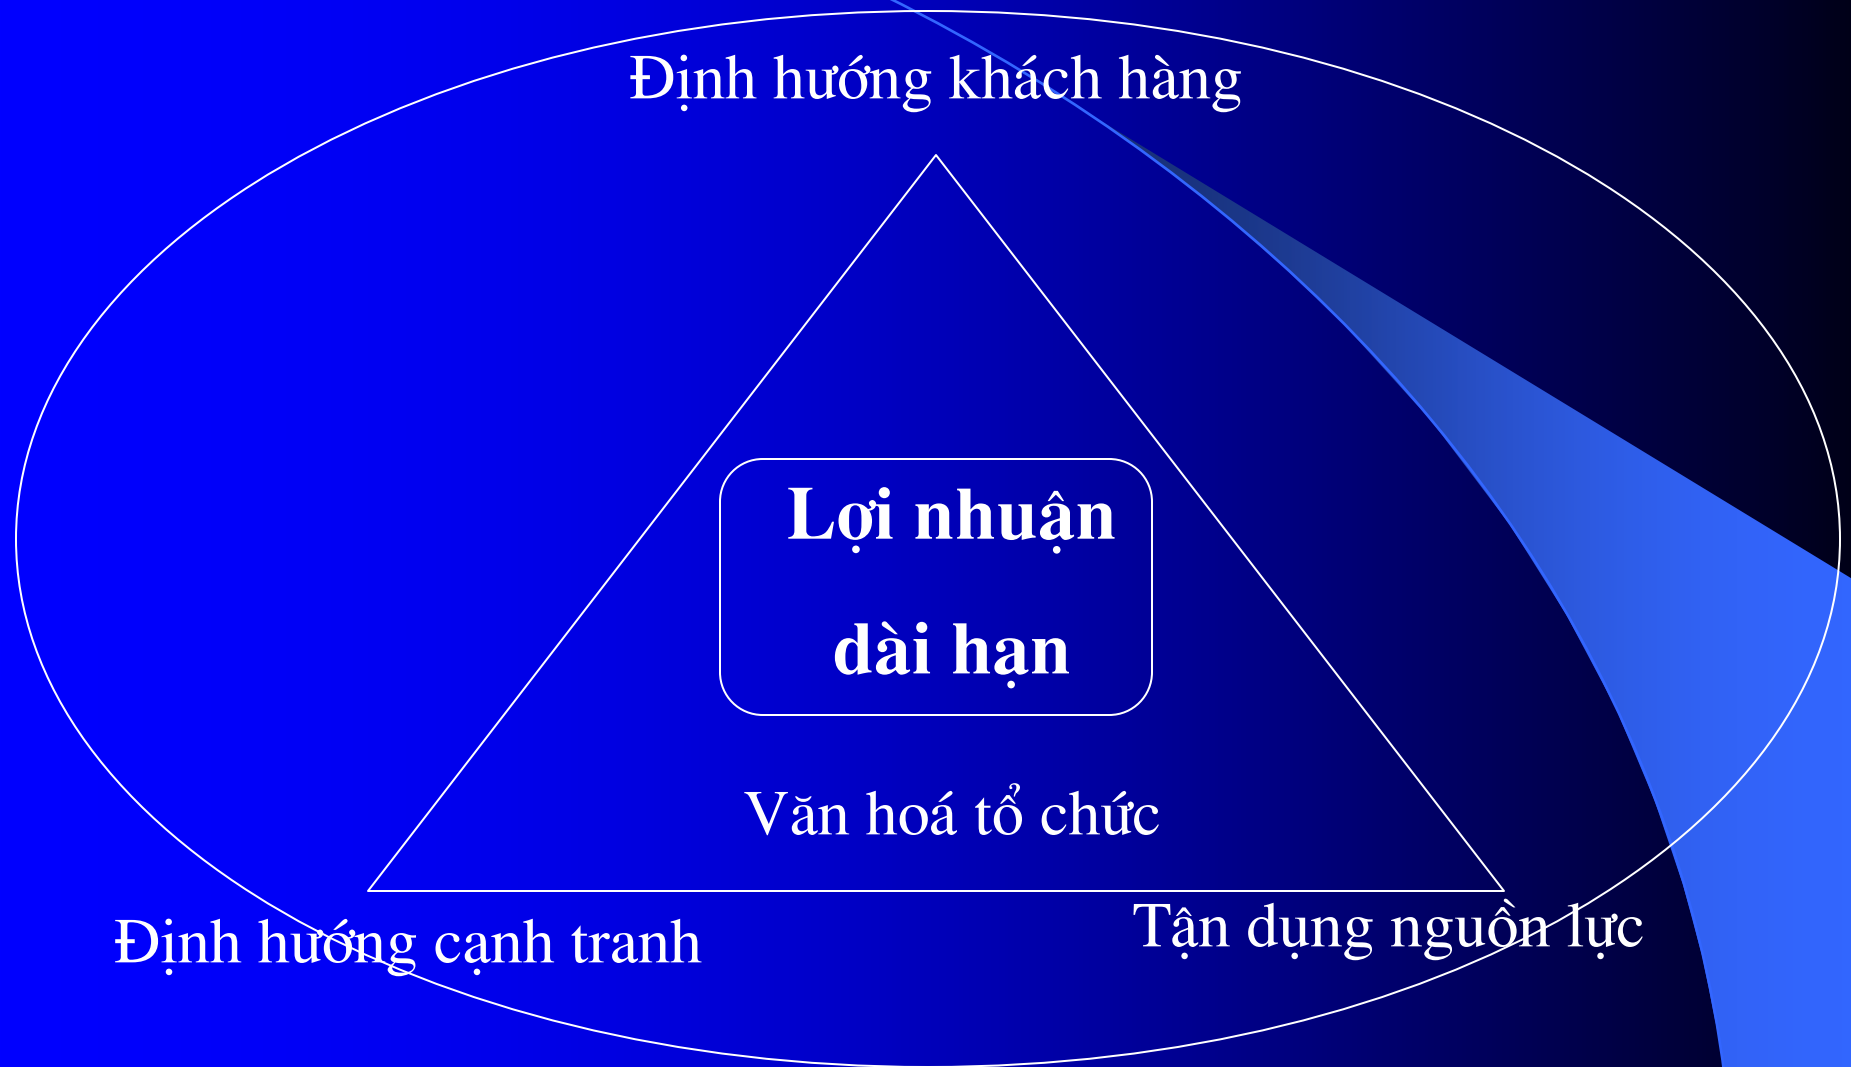 Định hướng khách hàng
Lợi nhuận
dài hạn
Văn hoá tổ chức
Định hướng cạnh tranh
Tận dụng nguồn lực